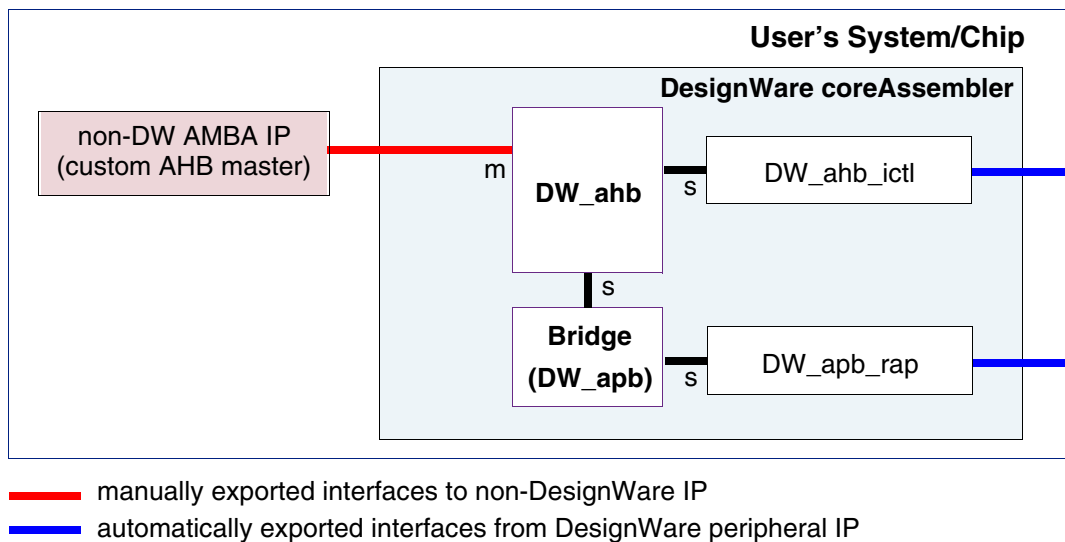 User's System/Chip
DesignWare coreAssembler
non-DW AMBA IP
(custom AHB master)
m
DW_ahb
s
DW_ahb_ictl
s
Bridge
(DW_apb)
s
DW_apb_rap
manually exported interfaces to non-DesignWare IP
automatically exported interfaces from DesignWare peripheral IP